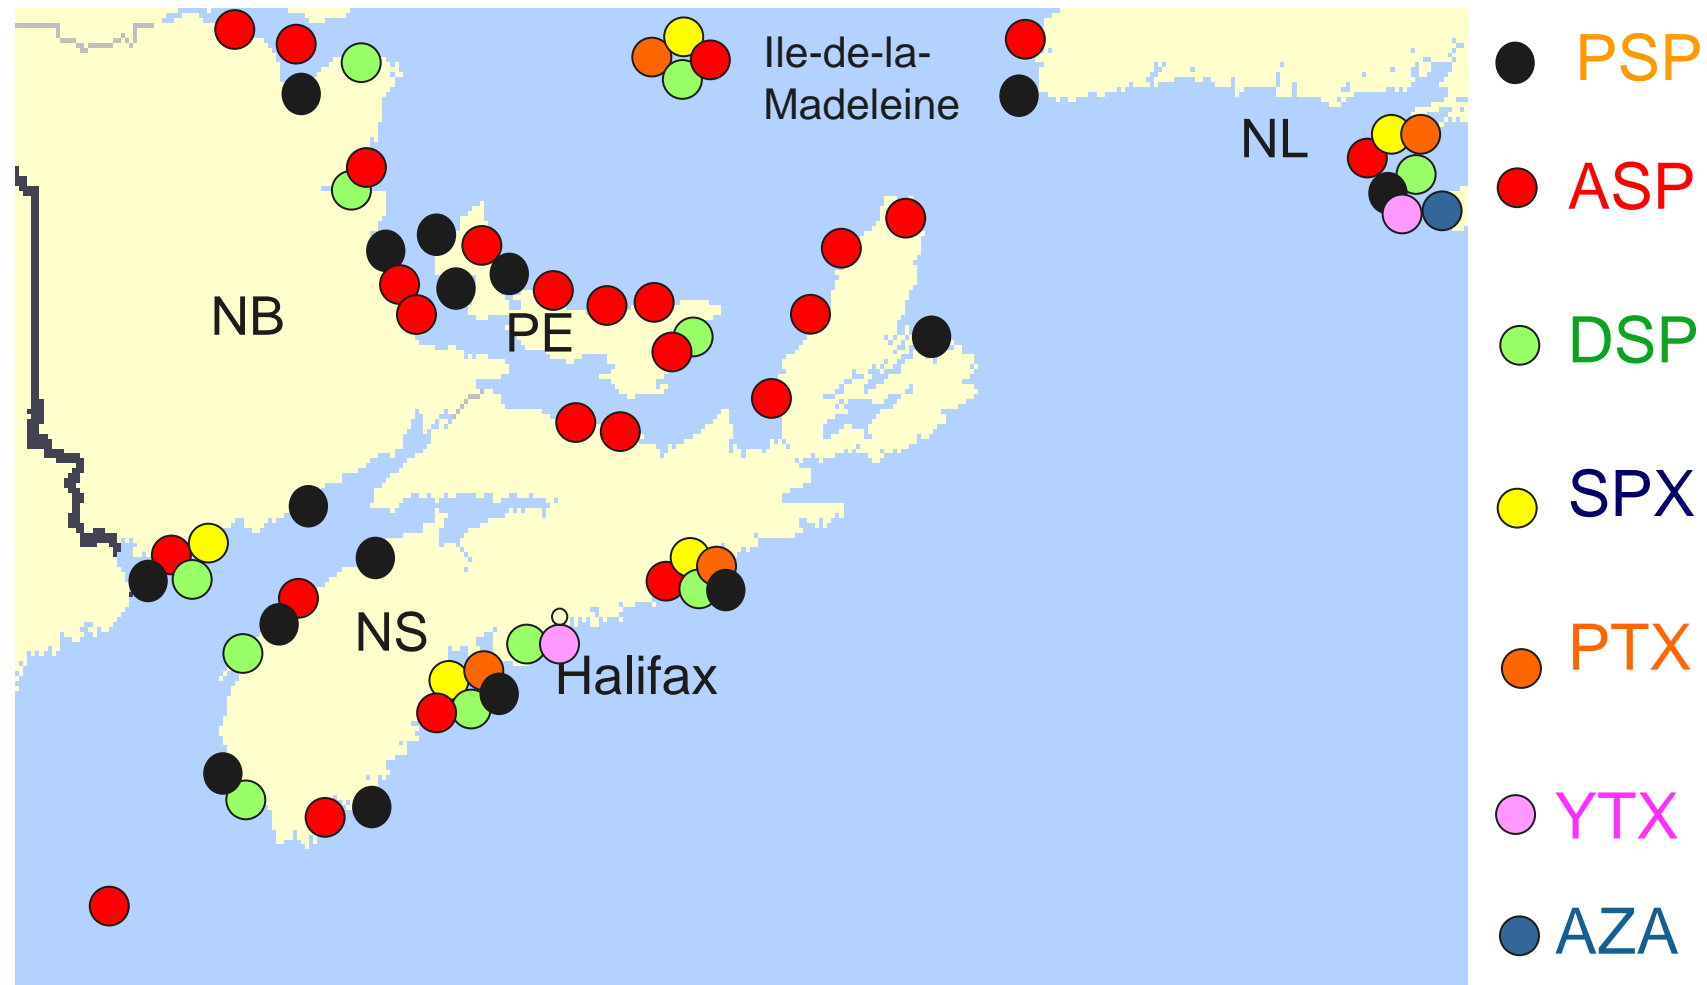 Ile-de-la-
Madeleine
NL
NB
PE
NS
Halifax
PSP
ASP
DSP
SPX
PTX
YTX
AZA